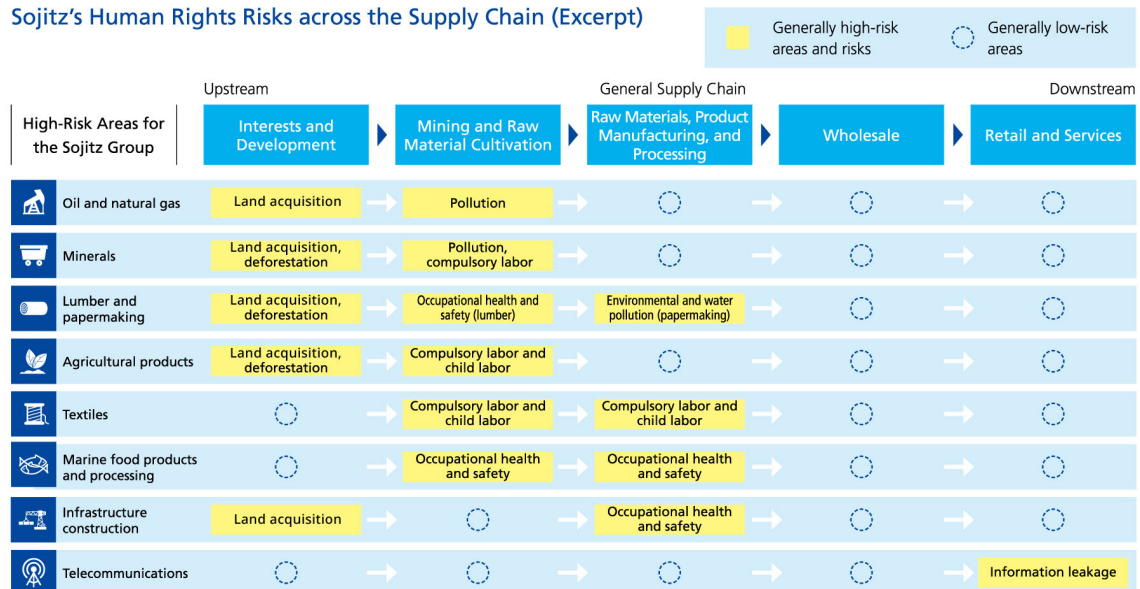 Sojitz’s Human Rights Risks across the Supply Chain (Excerpt)
Generally high-risk
areas and risks
Generally low-risk
areas
Upstream
General Supply Chain
Downstream
High-Risk Areas for
the Sojitz Group
Interests and
Development
Mining and Raw
Material Cultivation
Raw Materials, Product
Manufacturing, and
Processing
Wholesale
Retail and Services
Oil and natural gas
Land acquisition
Pollution
Minerals
Land acquisition,
deforestation
Pollution,
compulsory labor
Lumber and
papermaking
Land acquisition,
deforestation
Occupational health and
safety (lumber)
Environmental and water
pollution (papermaking)
Agricultural products
Land acquisition,
deforestation
Compulsory labor and
child labor
Textiles
Compulsory labor and
child labor
Compulsory labor and
child labor
Marine food products
and processing
Occupational health
and safety
Occupational health
and safety
Infrastructure
construction
Land acquisition
Occupational health
and safety
Telecommunications
Information leakage